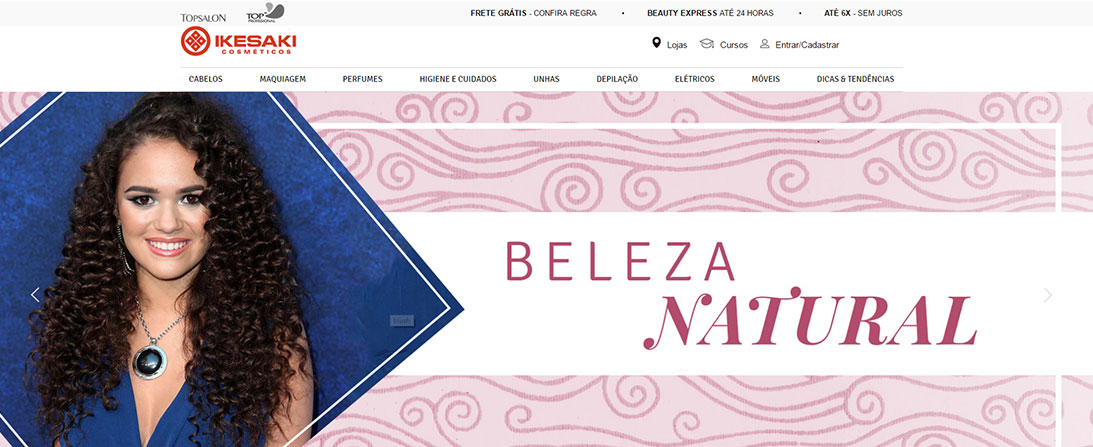 TOPSALON
TOP
PROFESSIONAL
FRETE GRÁTIS - CONFIRA REGRA • BEAUTY EXPRESS ATÉ 24 HORAS • ATÉ 6X - SEM JUROS
IKESAKI
COSMÉTICOS
Lojas Cursos Entrar/Cadastrar
CABELOS MAQUIAGEM PERFUMES HIGIENE E CUIDADOS UNHAS DEPILAÇÃO ELÉTRICOS MÓVEIS DICAS & TENDÊNCIAS
BELEZA
NATURAL